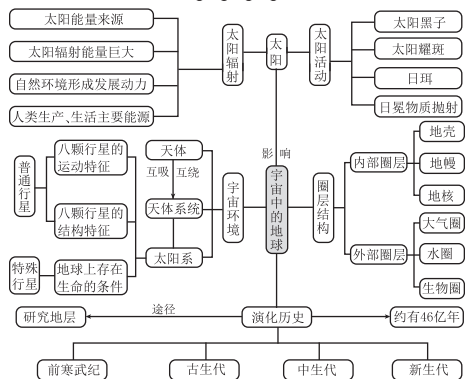 太阳能量来源
太阳辐射能量巨大
自然环境形成发展动力
人类生产、生活主要能源
太阳辐射
太阳
太阳活动
太阳黑子
太阳耀斑
日珥
日冕物质抛射
影响
普通行星
八颗行星的
运动特征
八颗行星的
结构特征
特殊行星
地球上存在
生命的条件
天体
互吸 互绕
天体系统
太阳系
宇宙环境
宇宙中的地球
圈层结构
内部圈层
地壳
地幔
地核
外部圈层
大气圈
水圈
生物圈
研究地层
途径
演化历史
约有46亿年
前寒武纪
古生代
中生代
新生代